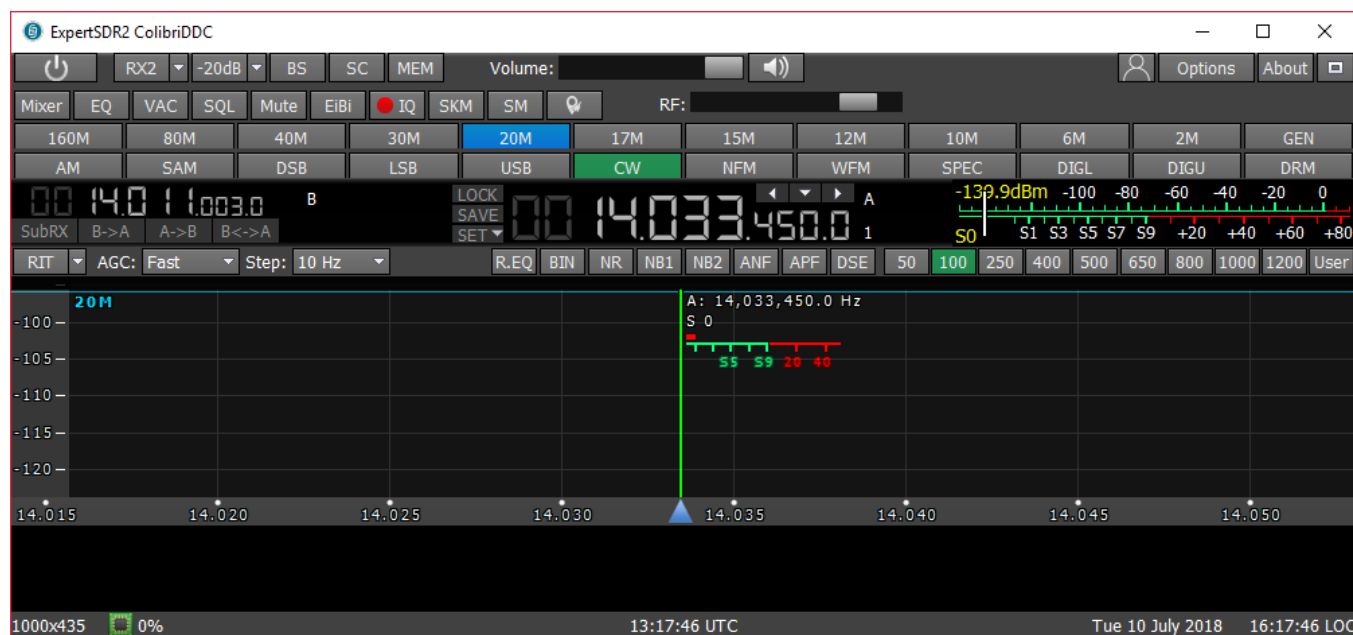 ExpertSDR2 ColibriDDC
RX2 -20dB BS SC MEM Volume: Options About
Mixer EQ VAC SQL Mute EiBi IQ SKM SM RF:
160M 80M 40M 30M 20M 17M 15M 12M 10M 6M 2M GEN
AM SAM DSB LSB USB CW NFM WFM SPEC DIGL DIGU DRM
14.011.003.0 B LOCK 14.033.450.0 A -139.9dBm -100 -80 -60 -40 -20 0
SAVE
SubRX B->A A->B B<->A SET 1 S0 S1 S3 S5 S7 S9 +20 +40 +60 +80
RIT AGC: Fast Step: 10 Hz R.EQ BIN NR NB1 NB2 ANF APF DSE 50 100 250 400 500 650 800 1000 1200 User
20M A: 14,033,450.0 Hz
-100 S 0
-105 S5 S9 20 40
-110
-115
-120
14.015 14.020 14.025 14.030 14.035 14.040 14.045 14.050
1000x435 0% 13:17:46 UTC Tue 10 July 2018 16:17:46 LOC